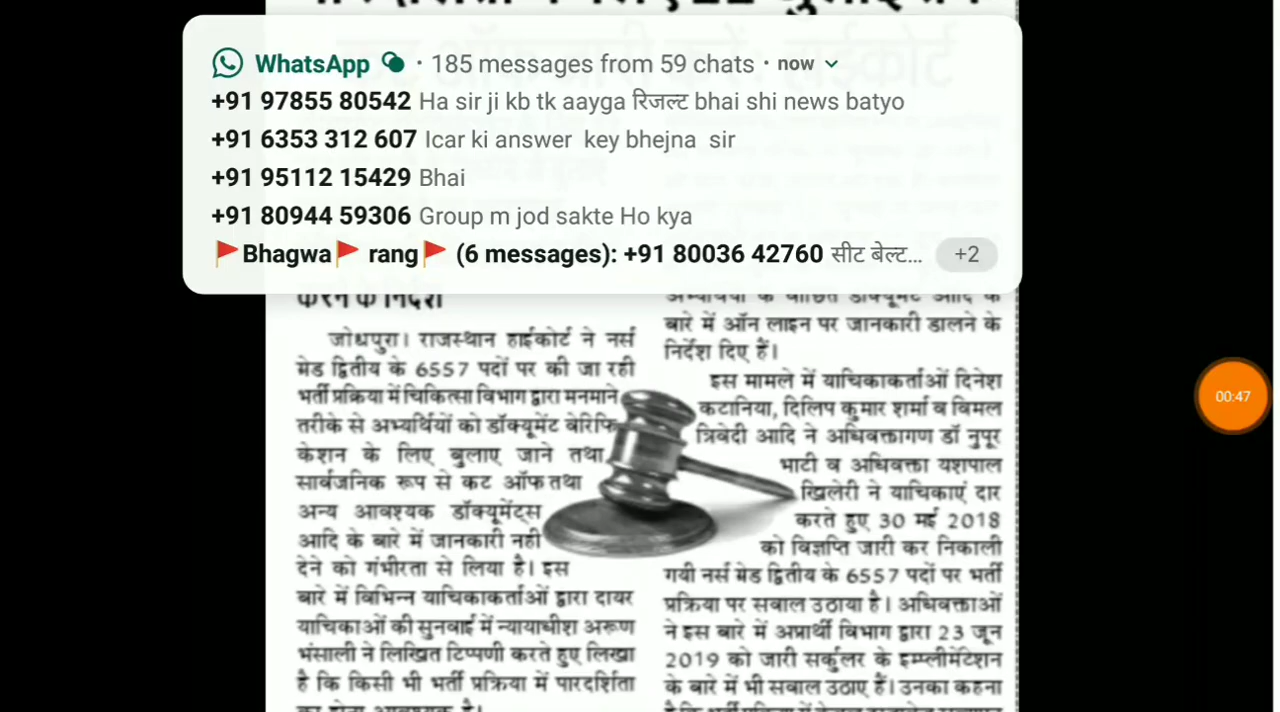 WhatsApp · 185 messages from 59 chats · now
+91 97855 80542 Ha sir ji kb tk aayga रिजल्ट bhai shi news batyo
+91 6353 312 607 Icar ki answer key bhejna sir
+91 95112 15429 Bhai
+91 80944 59306 Group m jod sakte Ho kya
🚩Bhagwa🚩 rang🚩 (6 messages): +91 80036 42760 सीट बेल्ट... +2
करने के निर्देश
जोधपुरा। राजस्थान हाईकोर्ट ने नर्स
मेड द्वितीय के 6557 पदों पर की जा रही
भर्ती प्रक्रिया में चिकित्सा विभाग द्वारा मनमाने
तरीके से अभ्यर्थियों को डॉक्यूमेंट वेरिफि
केशन के लिए बुलाए जाने तथा
सार्वजनिक रूप से कट ऑफ तथा
अन्य आवश्यक डॉक्यूमेंट्स
आदि के बारे में जानकारी नही
देने को गंभीरता से लिया है। इस
बारे में विभिन्न याचिकाकर्ताओं द्वारा दायर
याचिकाओं की सुनवाई में न्यायाधीश अरूण
भंसाली ने लिखित टिप्पणी करते हुए लिखा
है कि किसी भी भर्ती प्रक्रिया में पारदर्शिता
अभ्यर्थियों के वांछित डॉक्यूमेंट आदि के
बारे में ऑन लाइन पर जानकारी डालने के
निर्देश दिए हैं।
इस मामले में याचिकाकर्ताओं दिनेश
कटानिया, दिलिप कुमार शर्मा व विमल
त्रिवेदी आदि ने अधिवक्तागण डॉ नुपूर
भाटी व अधिवक्ता यशपाल
खिलेरी ने याचिकाएं दार
करते हुए 30 मई 2018
को विज्ञप्ति जारी कर निकाली
गयी नर्स ग्रेड द्वितीय के 6557 पदों पर भर्ती
प्रक्रिया पर सवाल उठाया है। अधिवक्ताओं
ने इस बारे में अप्रार्थी विभाग द्वारा 23 जून
2019 को जारी सर्कुलर के इम्प्लीमेंटेशन
के बारे में भी सवाल उठाए हैं। उनका कहना
00:47